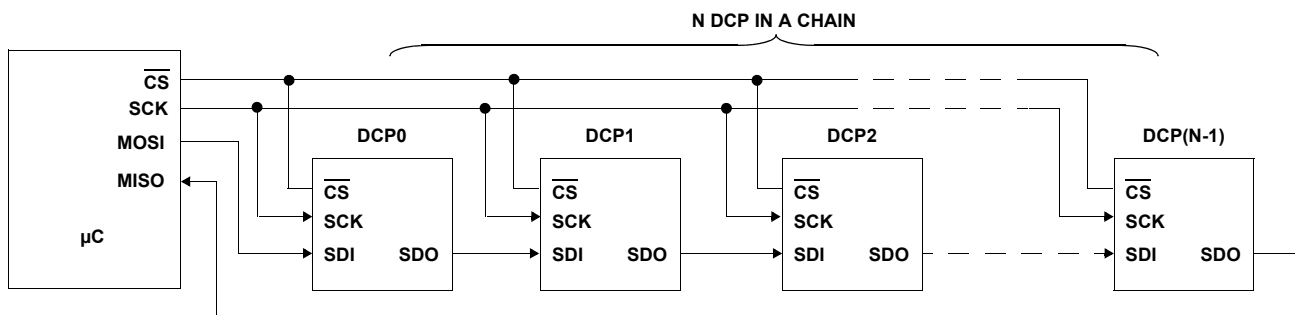 N DCP IN A CHAIN
CS
SCK
MOSI
MISO
µC
DCP0
CS
SCK
SDI SDO
DCP1
CS
SCK
SDI SDO
DCP2
CS
SCK
SDI SDO
DCP(N-1)
CS
SCK
SDI SDO